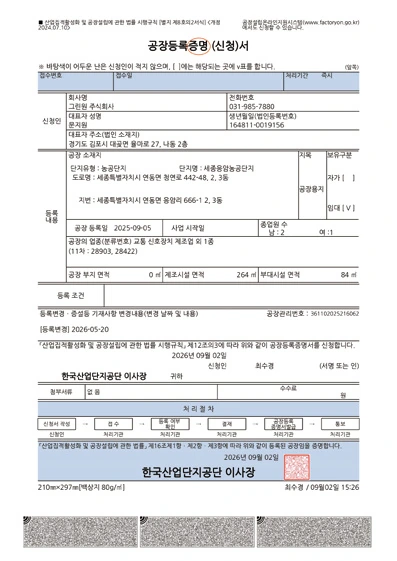 ■ 산업집적활성화 및 공장설립에 관한 법률 시행규칙 [별지 제8호의2서식] <개정 2024.07.10>
공장설립온라인지원시스템(www.factoryon.go.kr)에서도 신청할 수 있습니다.
공장등록증명 (신청)서
※ 바탕색이 어두운 난은 신청인이 적지 않으며, [ ]에는 해당되는 곳에 v표를 합니다. (앞쪽)
접수번호 접수일 처리기간 즉시
신청인
회사명 전화번호
그린원 주식회사 031-985-7880
대표자 성명 생년월일(법인등록번호)
문지원 164811-0019156
대표자 주소(법인 소재지)
경기도 김포시 대곶면 율마로 27, 나동 2층
등록 내용
공장 소재지 지목 보유구분
단지유형 : 농공단지 단지명 : 세종응암농공단지
도로명 : 세종특별자치시 연동면 청연로 442-48, 2, 3동
지번 : 세종특별자치시 연동면 응암리 666-1 2, 3동
공장용지
자가 [ ]
임대 [ V ]
공장 등록일 2025-09-05 사업 시작일 종업원 수
남 : 2 여 :1
공장의 업종(분류번호) 교통 신호장치 제조업 외 1종
(11차 : 28903, 28422)
공장 부지 면적 0 ㎡ 제조시설 면적 264 ㎡ 부대시설 면적 84 ㎡
등록 조건
등록변경ㆍ증설등 기재사항 변경내용(변경 날짜 및 내용) 공장관리번호 : 361102025216062
[등록변경] 2026-05-20
「산업집적활성화 및 공장설립에 관한 법률 시행규칙」 제12조의3에 따라 위와 같이 공장등록증명서를 신청합니다.
2026년 09월 02일
신청인 최수경 (서명 또는 인)
한국산업단지공단 이사장 귀하
첨부서류 없 음 수수료
원
처 리 절 차
신청서 작성 → 접 수 → 등록 여부 확인 → 결재 → 공장등록 증명서발급 → 통보
신청인 처리기관 처리기관 처리기관 처리기관 처리기관
「산업집적활성화 및 공장설립에 관한 법률」 제16조제1항ㆍ제2항ㆍ제3항에 따라 위와 같이 등록된 공장임을 증명합니다.
2026년 09월 02일
한국산업단지공단 이사장
210㎜×297㎜[백상지 80g/㎡] 최수경 / 09월02일 15:26